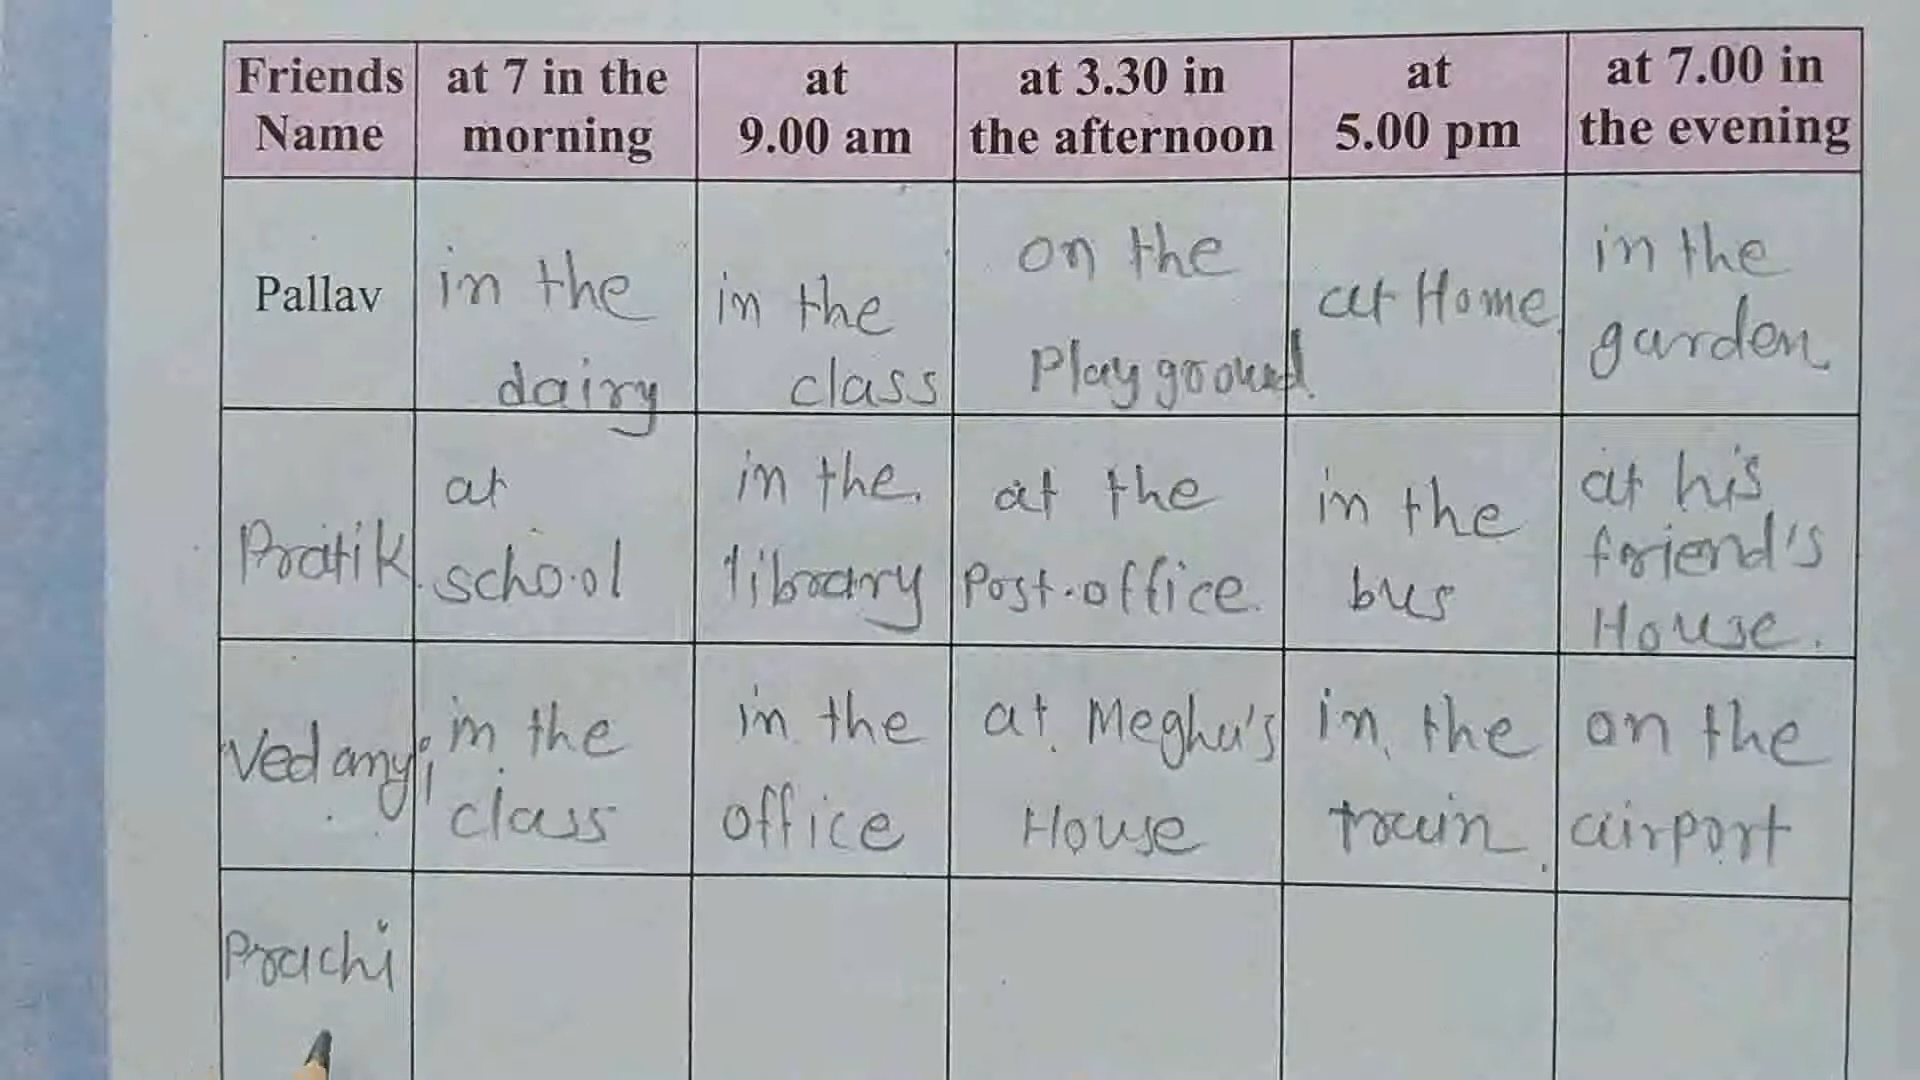 Friends Name
at 7 in the morning
at 9.00 am
at 3.30 in the afternoon
at 5.00 pm
at 7.00 in the evening
Pallav
in the dairy
in the class
on the Play ground.
at Home
in the garden
Pratik.
at school
in the library
at the Post-office.
in the bus
at his friend's House.
Vedamyi
in the class
in the office
at Megha's House
in the train.
on the airport
Prachi